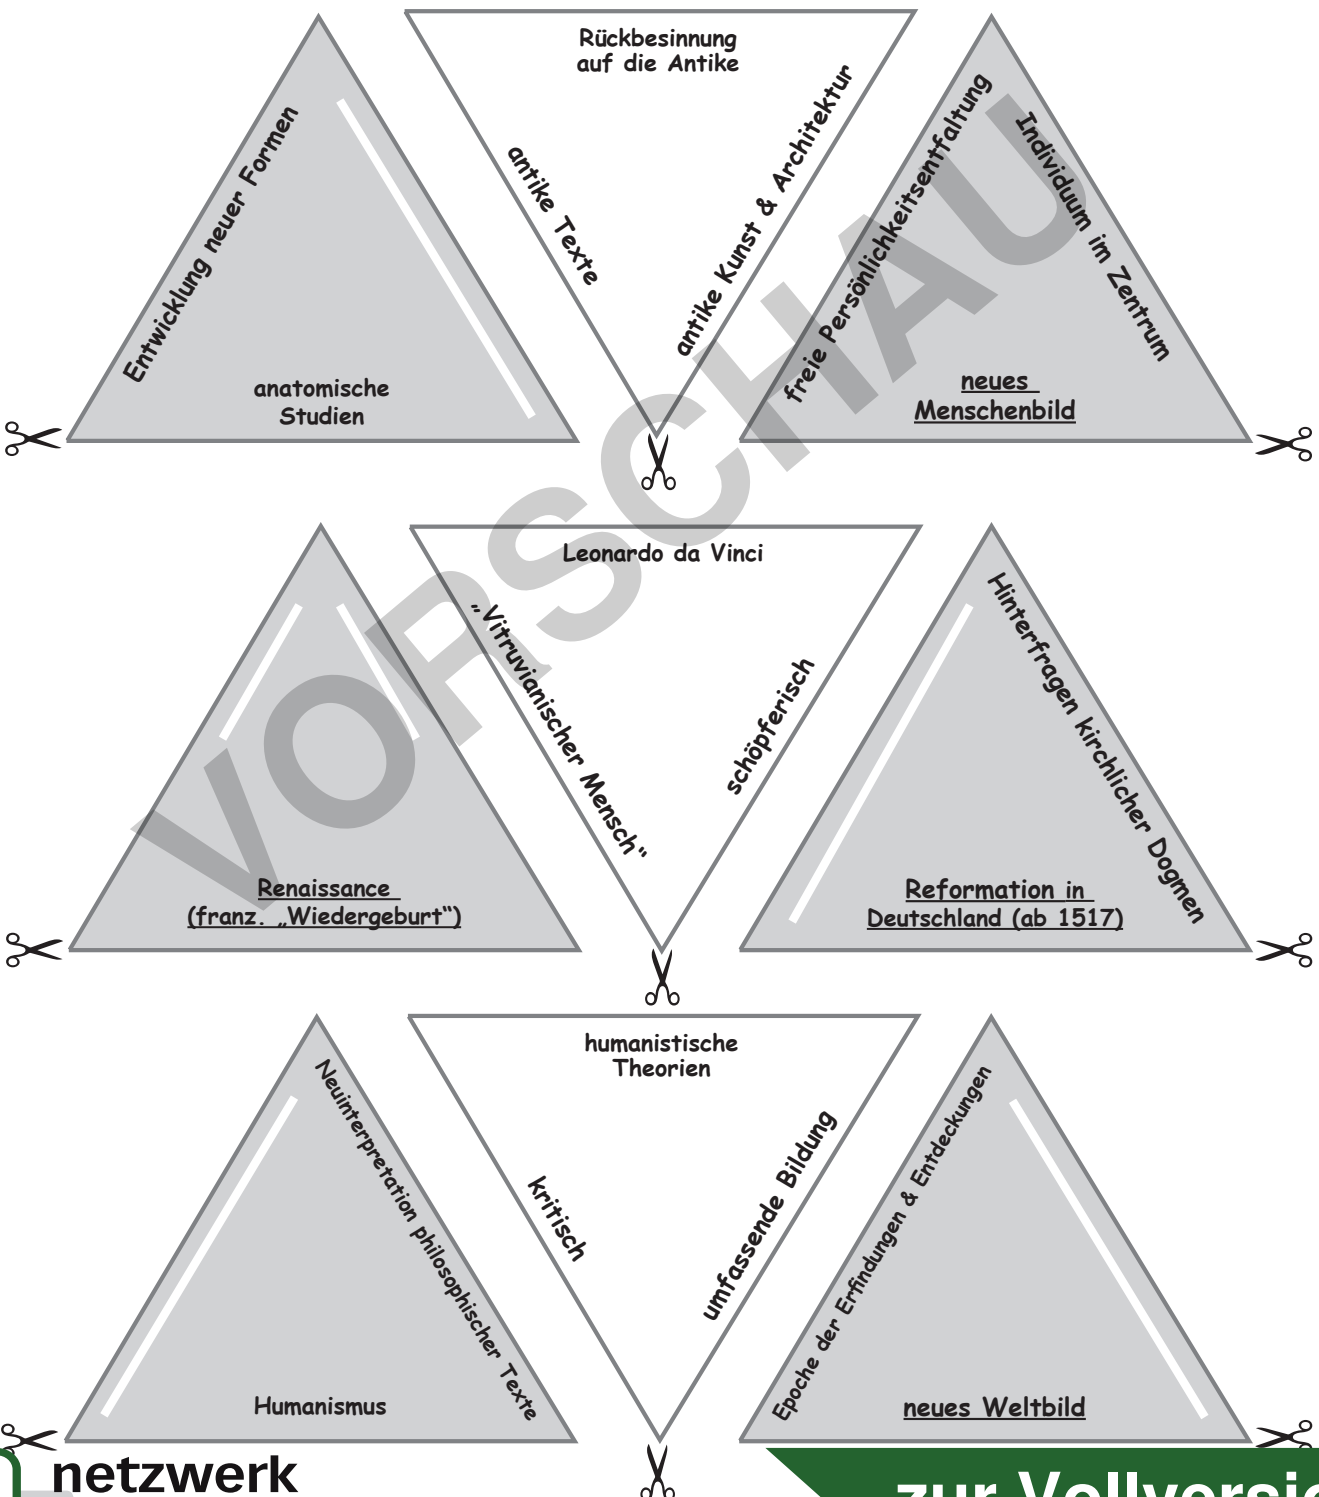 Entwicklung neuer Formen
anatomische
Studien
Rückbesinnung
auf die Antike
antike Texte
antike Kunst & Architektur
freie Persönlichkeitsentfaltung
Individuum im Zentrum
neues
Menschenbild
Renaissance
(franz. „Wiedergeburt“)
Leonardo da Vinci
„Vitruvianischer Mensch“
schöpferisch
Hinterfragen kirchlicher Dogmen
Reformation in
Deutschland (ab 1517)
Neuinterpretation philosophischer Texte
Humanismus
humanistische
Theorien
kritisch
umfassende Bildung
Epoche der Erfindungen & Entdeckungen
neues Weltbild
VORSCHAU
netzwerk
zur